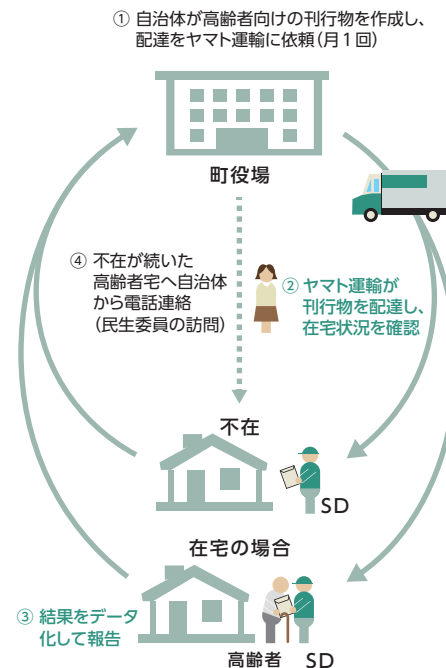 ① 自治体が高齢者向けの刊行物を作成し、
配達をヤマト運輸に依頼（月１回）
町役場
④ 不在が続いた
高齢者宅へ自治体
から電話連絡
（民生委員の訪問）
② ヤマト運輸が
刊行物を配達し、
在宅状況を確認
不在
SD
在宅の場合
③ 結果をデータ
化して報告
高齢者
SD